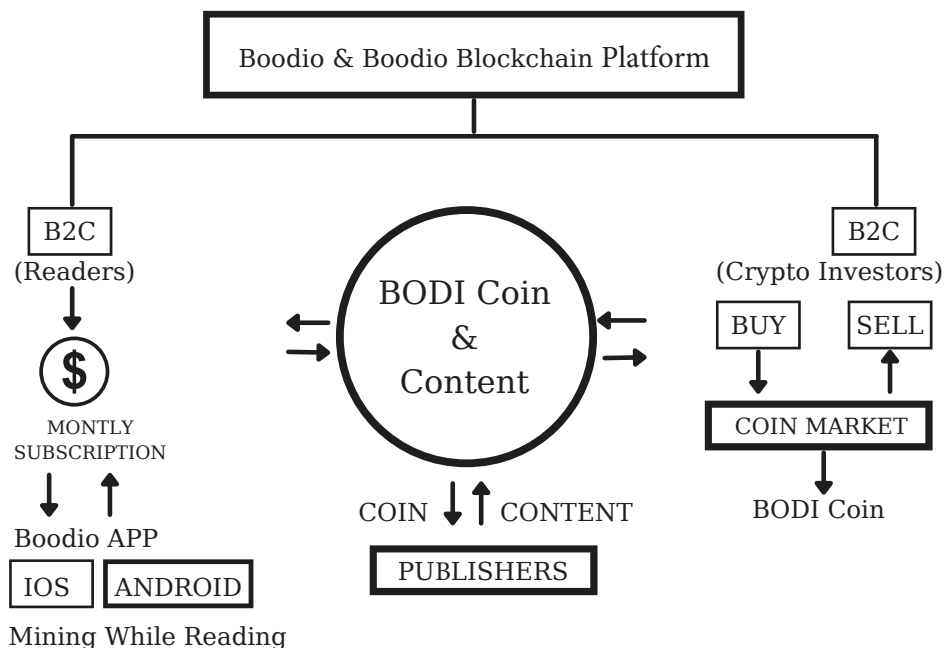 Boodio & Boodio Blockchain Platform
B2C
(Readers)
$
MONTLY
SUBSCRIPTION
Boodio APP
IOS
ANDROID
Mining While Reading
BODI Coin
&
Content
COIN
CONTENT
PUBLISHERS
B2C
(Crypto Investors)
BUY
SELL
COIN MARKET
BODI Coin